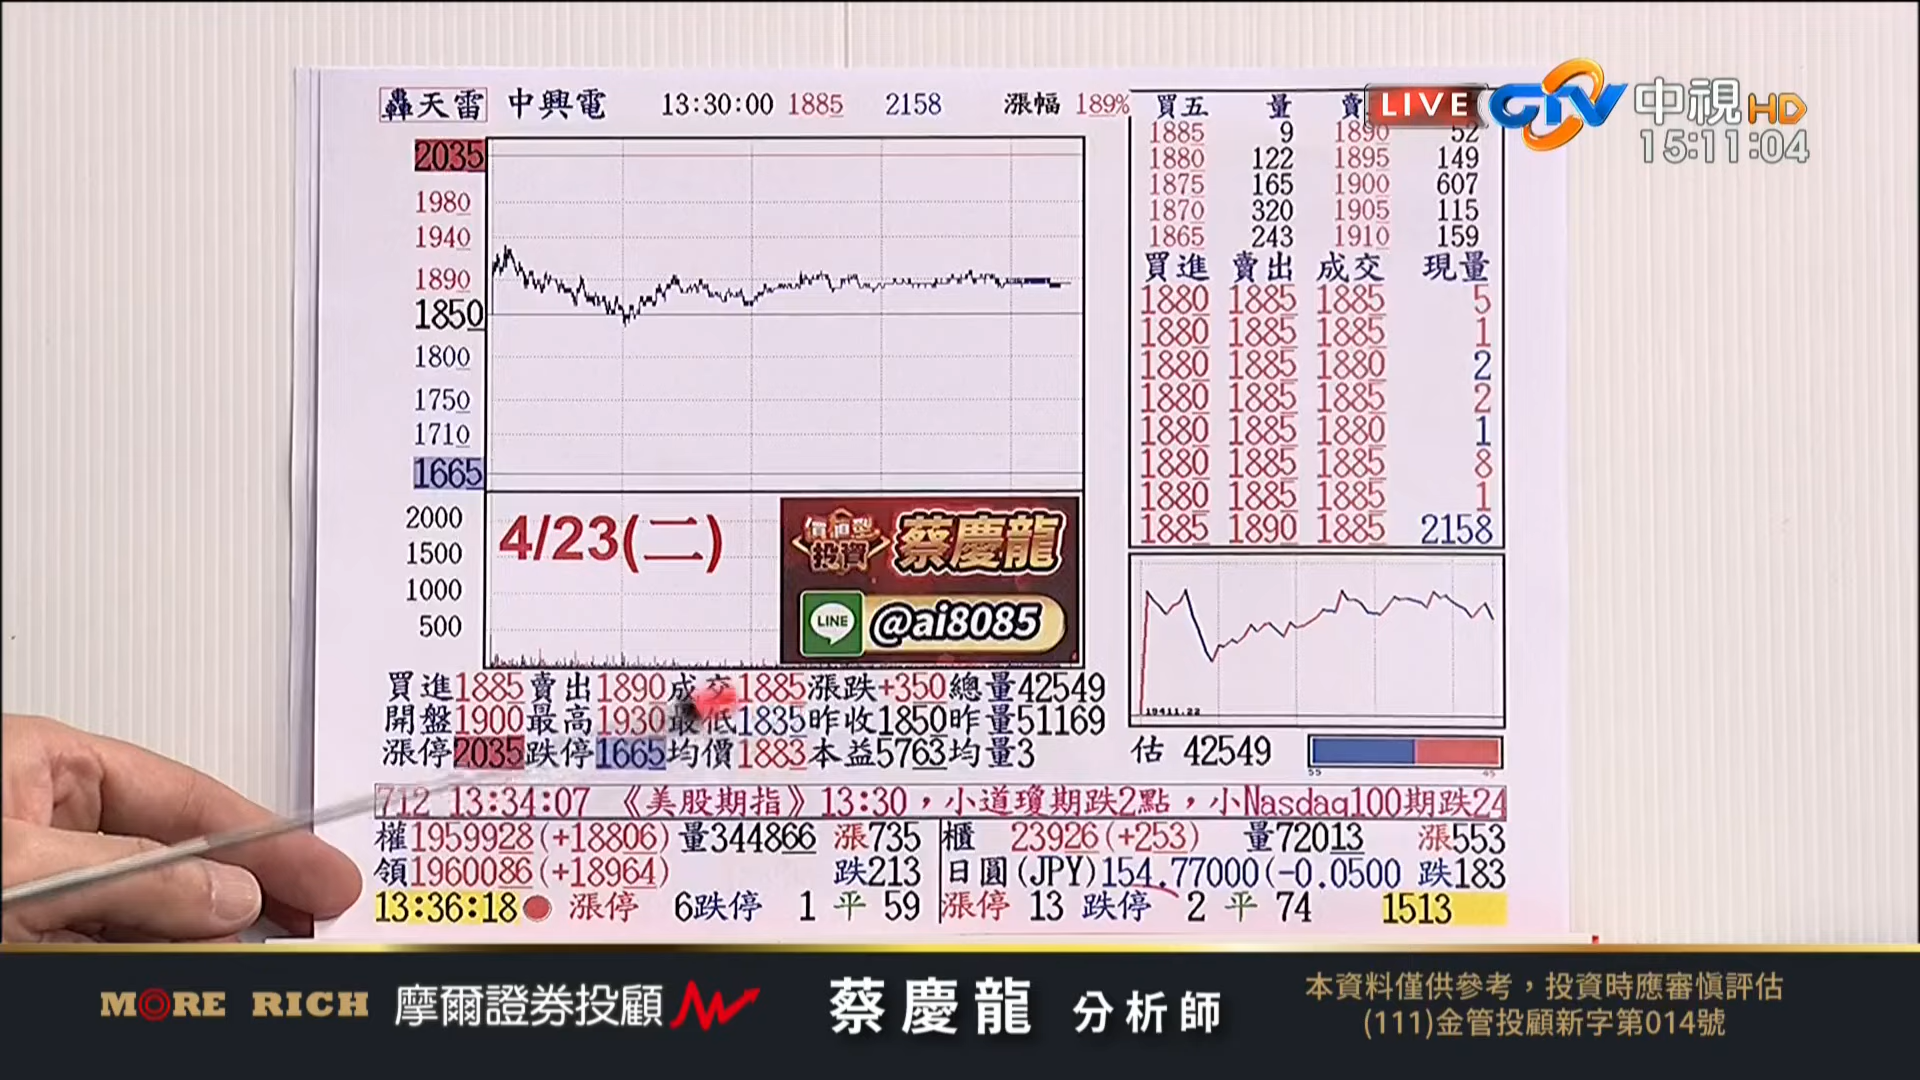 轟天雷 中興電 13:30:00 1885 2158 漲幅 189%
2035
1980
1940
1890
1850
1800
1750
1710
1665
2000
1500
1000
500
4/23(二)
價值型投資
蔡慶龍
LINE @ai8085
買五 量 賣
1885 9 1890 52
1880 122 1895 149
1875 165 1900 607
1870 320 1905 115
1865 243 1910 159
買進 賣出 成交 現量
1880 1885 1885 5
1880 1885 1885 1
1880 1885 1880 2
1880 1885 1885 2
1880 1885 1880 1
1880 1885 1885 8
1880 1885 1885 1
1885 1890 1885 2158
19411.22
估 42549
55 45
買進1885賣出1890成交1885漲跌+350總量42549
開盤1900最高1930最低1835昨收1850昨量51169
漲停2035跌停1665均價1883本益5763均量3
712 13:34:07 《美股期指》13:30，小道瓊期跌2點，小Nasdaq100期跌24
權1959928(+18806)量344866 漲735 櫃 23926(+253) 量72013 漲553
領1960086(+18964) 跌213 日圓(JPY)154.77000(-0.0500 跌183
13:36:18 漲停 6跌停 1 平 59 漲停 13 跌停 2 平 74 1513
LIVE CTV 中視HD
15:11:04
MORE RICH 摩爾證券投顧 蔡慶龍 分析師
本資料僅供參考，投資時應審慎評估
(111)金管投顧新字第014號